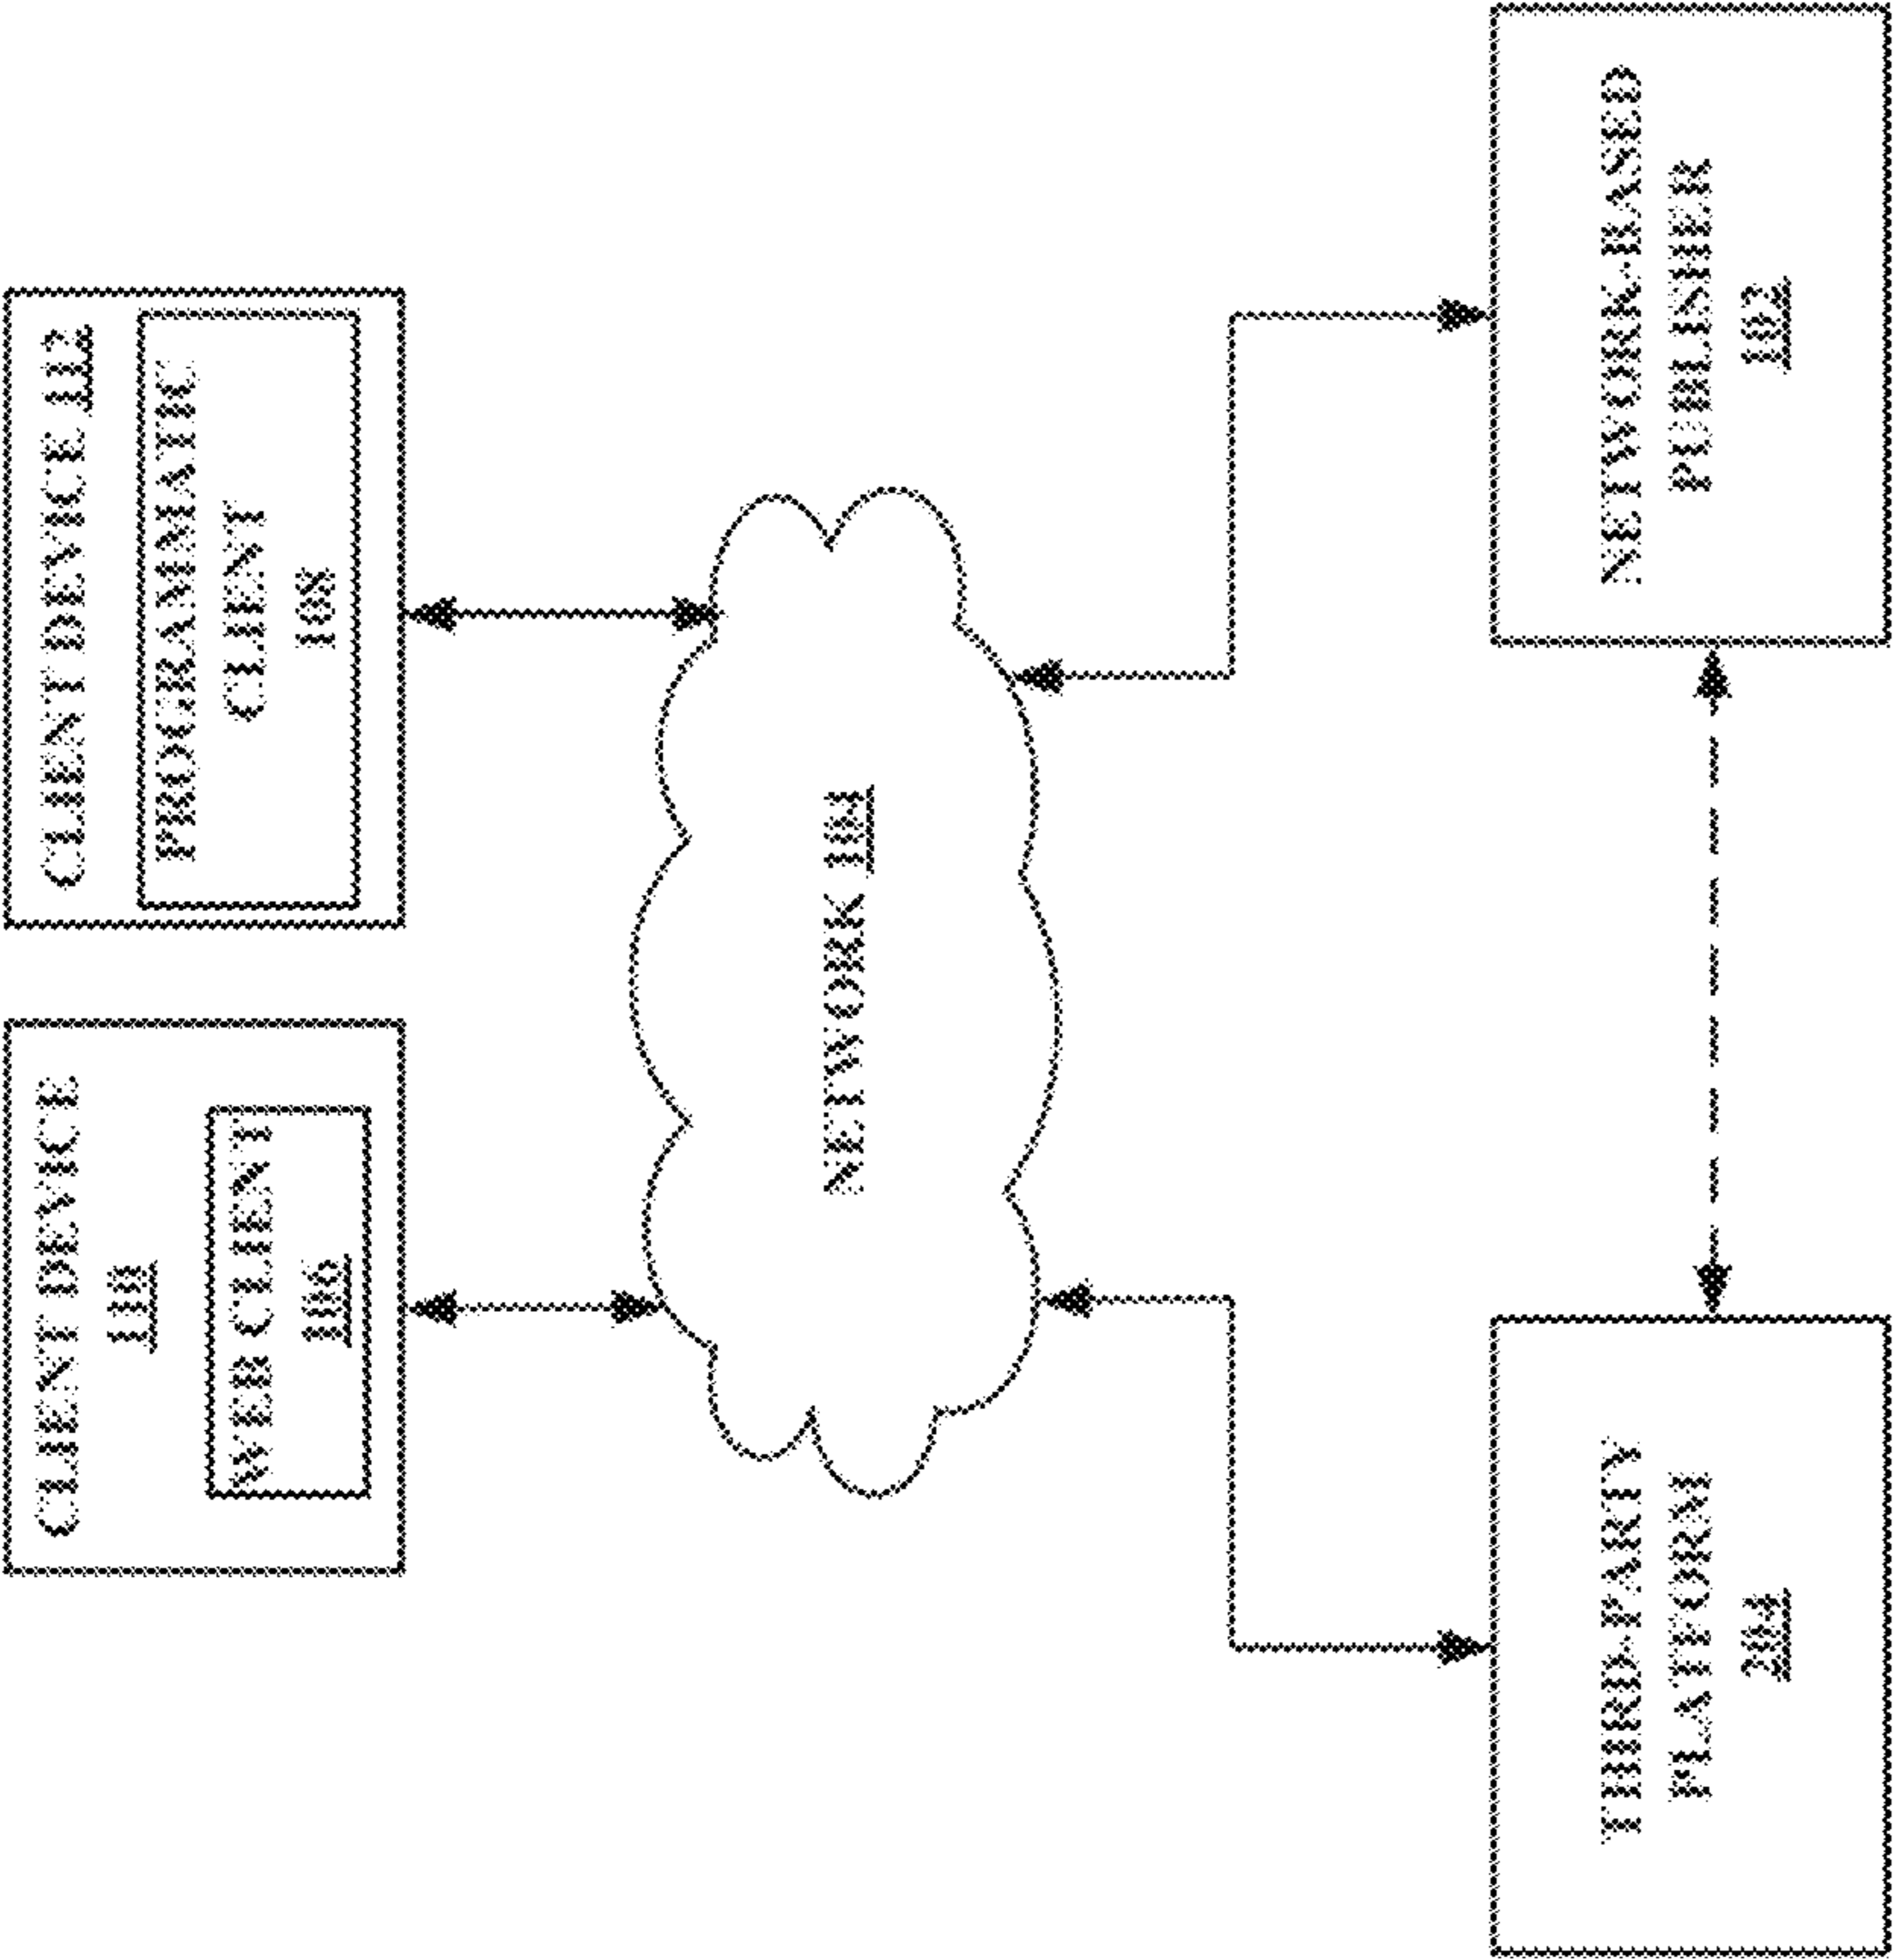 CLIENT DEVICE
110
WEB CLIENT
106
CLIENT DEVICE 112
PROGRAMMATIC
CLIENT
108
NETWORK 104
THIRD-PARTY
PLATFORM
204
NETWORK-BASED
PUBLISHER
102